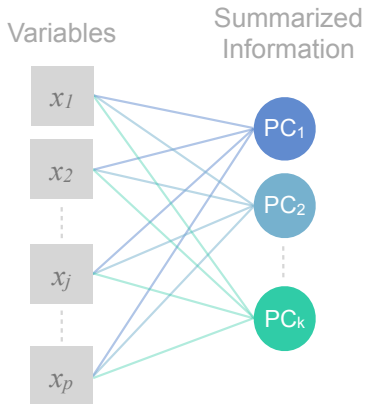 Variables
Summarized
Information
x1
x2
xj
xp
PC1
PC2
PCk